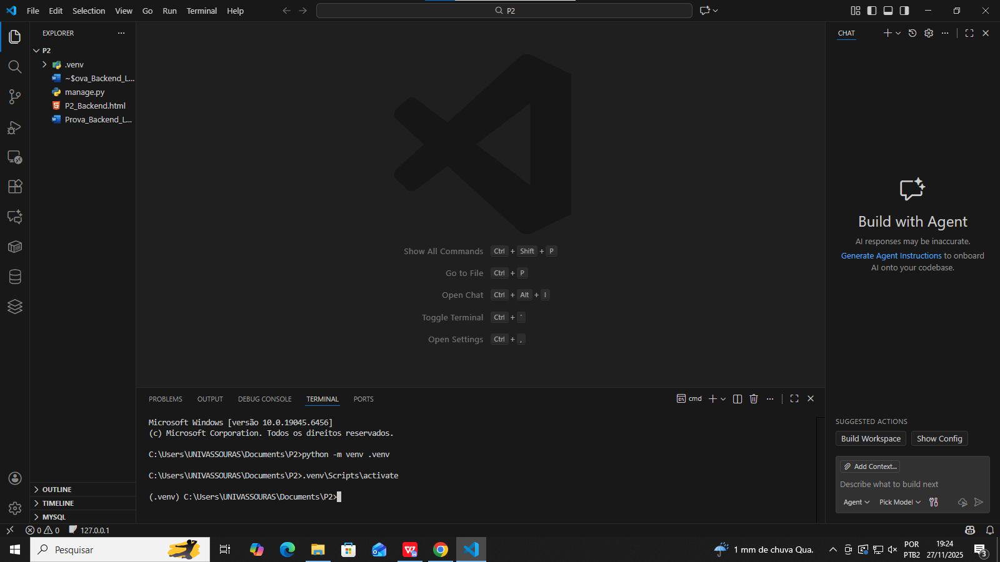 File Edit Selection View Go Run Terminal Help
P2
EXPLORER
P2
.venv
~$ova_Backend_L...
manage.py
P2_Backend.html
Prova_Backend_L...
OUTLINE
TIMELINE
MYSQL
Show All Commands Ctrl + Shift + P
Go to File Ctrl + P
Open Chat Ctrl + Alt + I
Toggle Terminal Ctrl + '
Open Settings Ctrl + ,
PROBLEMS OUTPUT DEBUG CONSOLE TERMINAL PORTS
cmd
Microsoft Windows [versão 10.0.19045.6456]
(c) Microsoft Corporation. Todos os direitos reservados.
C:\Users\UNIVASSOURAS\Documents\P2>python -m venv .venv
C:\Users\UNIVASSOURAS\Documents\P2>.venv\Scripts\activate
(.venv) C:\Users\UNIVASSOURAS\Documents\P2>
CHAT
Build with Agent
AI responses may be inaccurate.
Generate Agent Instructions to onboard
AI onto your codebase.
SUGGESTED ACTIONS
Build Workspace Show Config
Add Context...
Describe what to build next
Agent Pick Model
0 0 127.0.0.1
Pesquisar
1 mm de chuva Qua.
POR
PTB2
19:24
27/11/2025
3